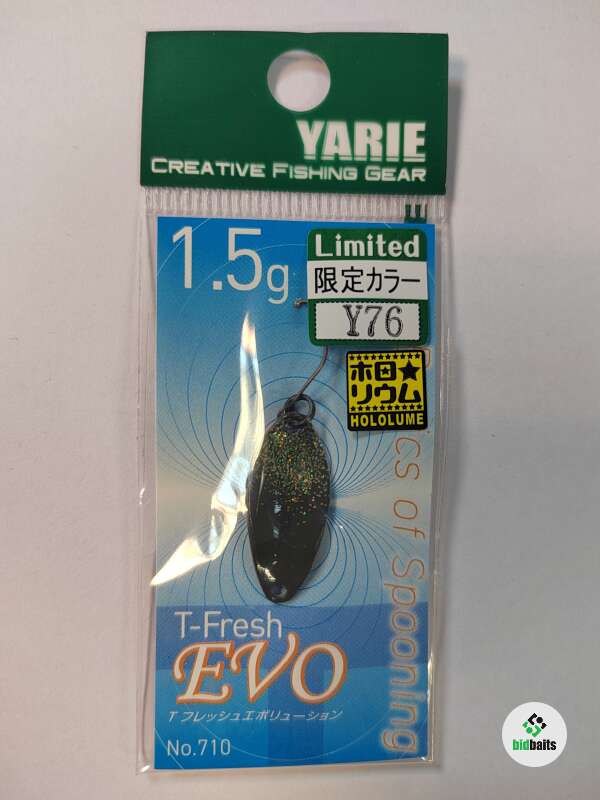 YARIE
CREATIVE FISHING GEAR
1.5g
Limited
限定カラー
Y76
ホロ★
リウム
HOLOLUME
cs of Spooning
T-Fresh
EVO
T フレッシュエボリューション
No.710
bidbaits